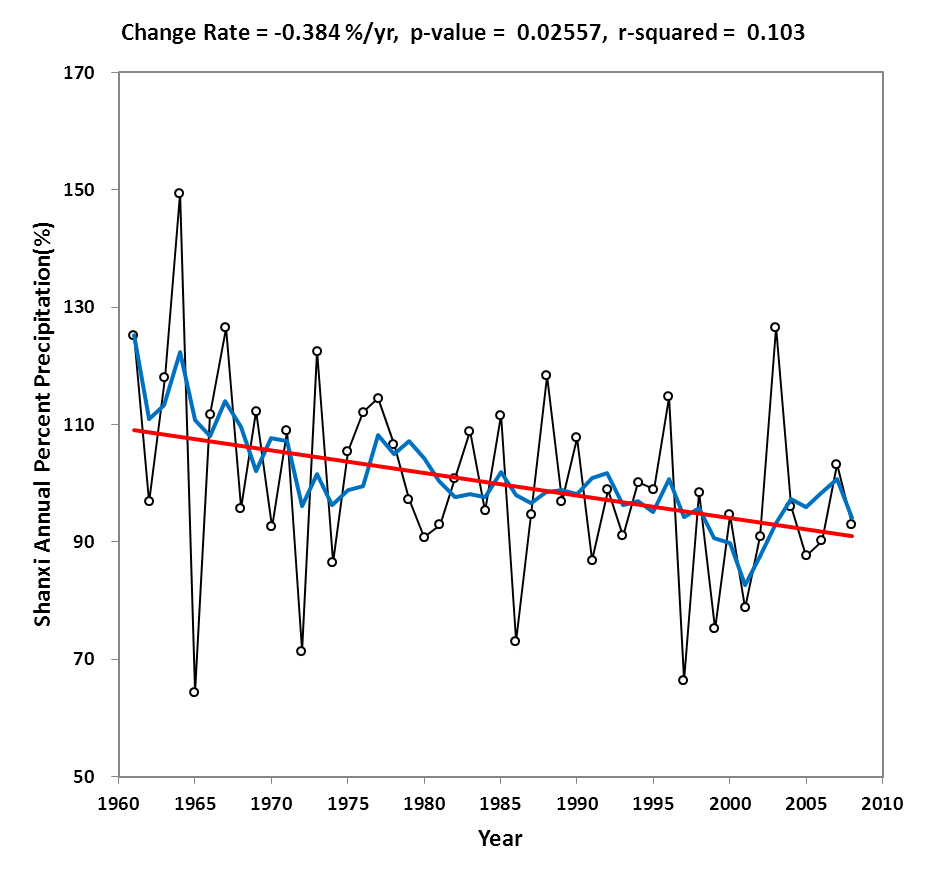 Change Rate = -0.384 %/yr, p-value = 0.02557, r-squared = 0.103
170
150
130
110
90
70
50
Shanxi Annual Percent Precipitation(%)
1960 1965 1970 1975 1980 1985 1990 1995 2000 2005 2010
Year